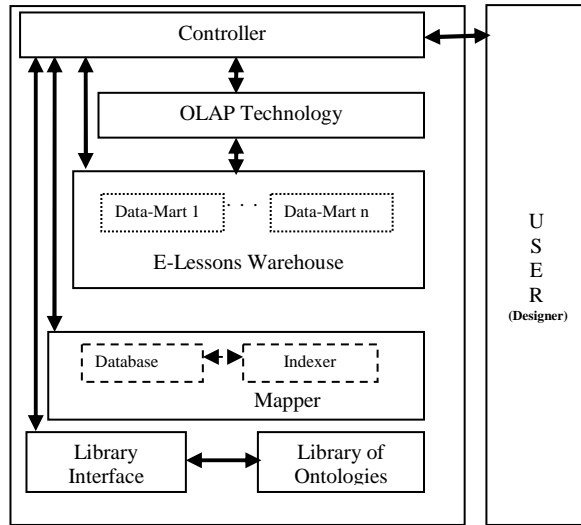 Controller
OLAP Technology
Data-Mart 1
. . .
Data-Mart n
E-Lessons Warehouse
Database
Indexer
Mapper
Library
Interface
Library of
Ontologies
U
S
E
R
(Designer)